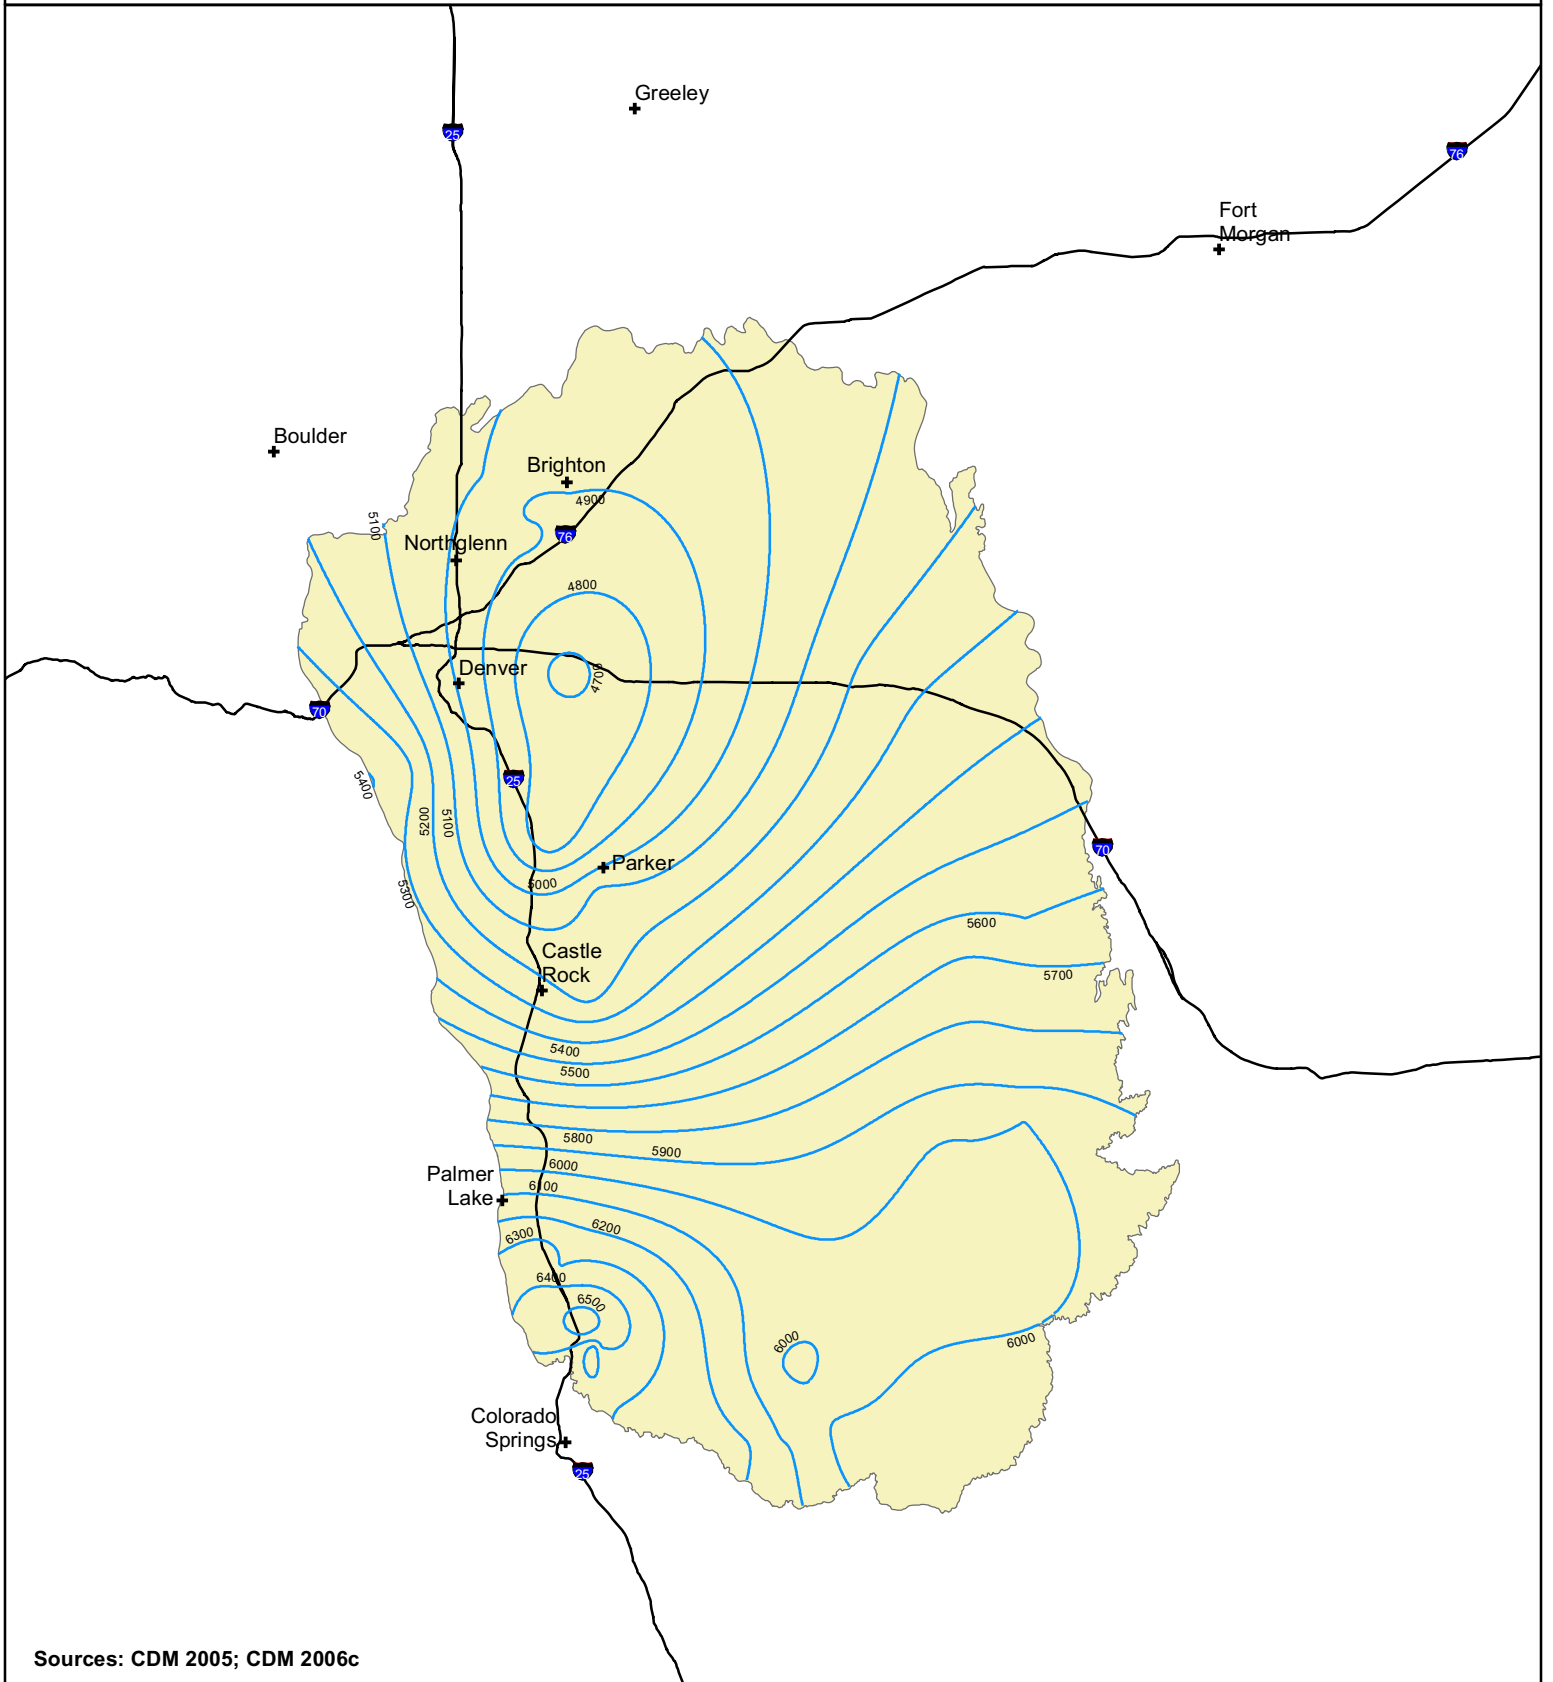 Greeley
25
76
Fort
Morgan
Boulder
Brighton
4900
5100
76
Northglenn
4800
Denver
4700
70
25
5400
5200
5100
70
Parker
5000
5300
5600
Castle
Rock
5700
5400
5500
5800
5900
6000
Palmer
Lake
6100
6200
6300
6400
6500
6000
6000
Colorado
Springs
25
Sources: CDM 2005; CDM 2006c